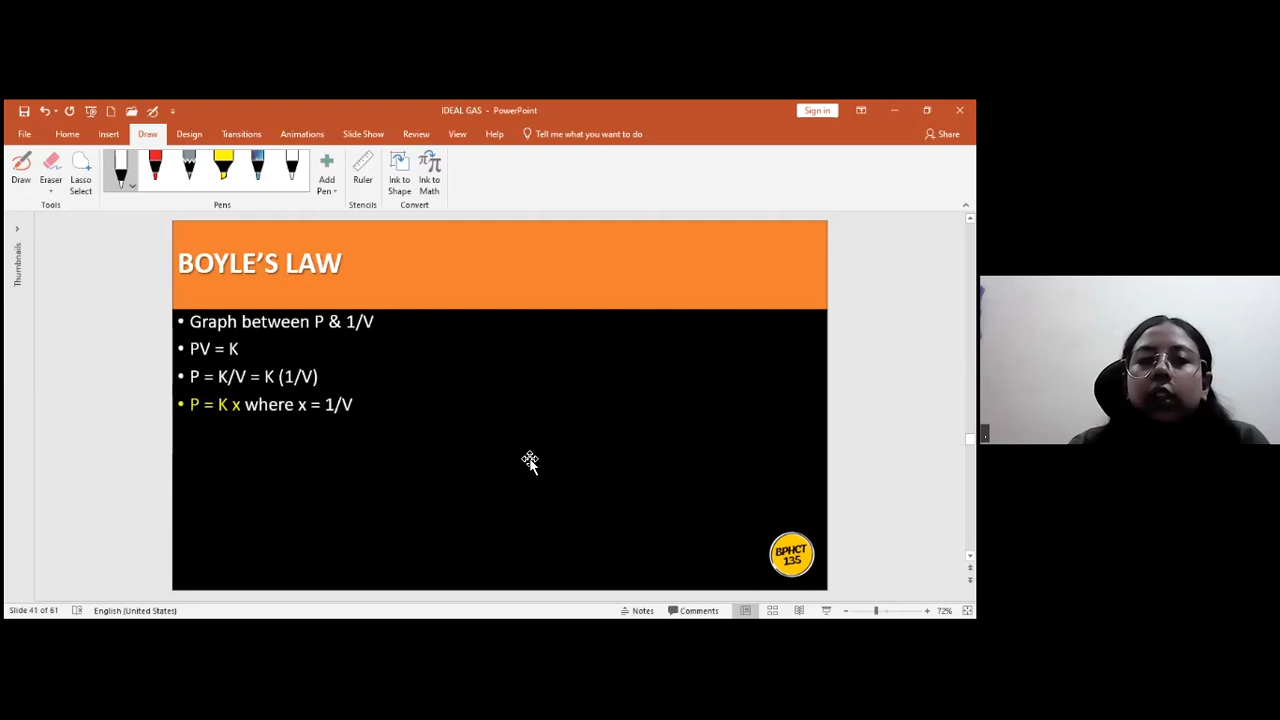 IDEAL GAS - PowerPoint
Sign in
File Home Insert Draw Design Transitions Animations Slide Show Review View Help Tell me what you want to do Share
Draw Eraser Lasso Select Add Pen Ruler Ink to Shape Ink to Math
Tools Pens Stencils Convert
Thumbnails
BOYLE'S LAW
• Graph between P & 1/V
• PV = K
• P = K/V = K (1/V)
• P = K x where x = 1/V
BPHCT
135
Slide 41 of 61 English (United States) Notes Comments 72%